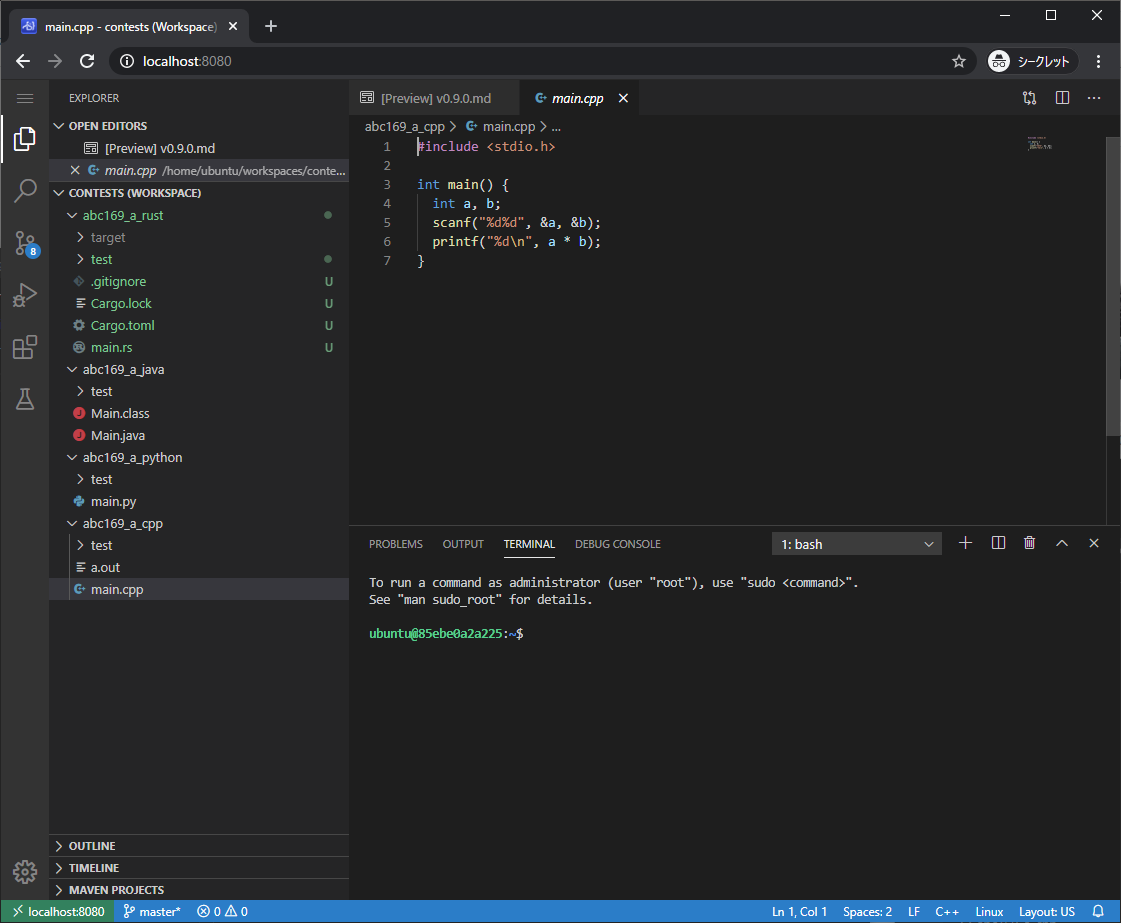 main.cpp - contests (Workspace)
localhost:8080
シークレット
EXPLORER
OPEN EDITORS
[Preview] v0.9.0.md
main.cpp /home/ubuntu/workspaces/conte...
CONTESTS (WORKSPACE)
abc169_a_rust
target
test
.gitignore U
Cargo.lock U
Cargo.toml U
main.rs U
abc169_a_java
test
Main.class
Main.java
abc169_a_python
test
main.py
abc169_a_cpp
test
a.out
main.cpp
OUTLINE
TIMELINE
MAVEN PROJECTS
8
[Preview] v0.9.0.md
main.cpp
abc169_a_cpp > main.cpp > ...
1 #include <stdio.h>
2
3 int main() {
4 int a, b;
5 scanf("%d%d", &a, &b);
6 printf("%d\n", a * b);
7 }
PROBLEMS OUTPUT TERMINAL DEBUG CONSOLE
1: bash
To run a command as administrator (user "root"), use "sudo <command>".
See "man sudo_root" for details.
ubuntu@85ebe0a2a225:~$
localhost:8080 master* 0 0 Ln 1, Col 1 Spaces: 2 LF C++ Linux Layout: US